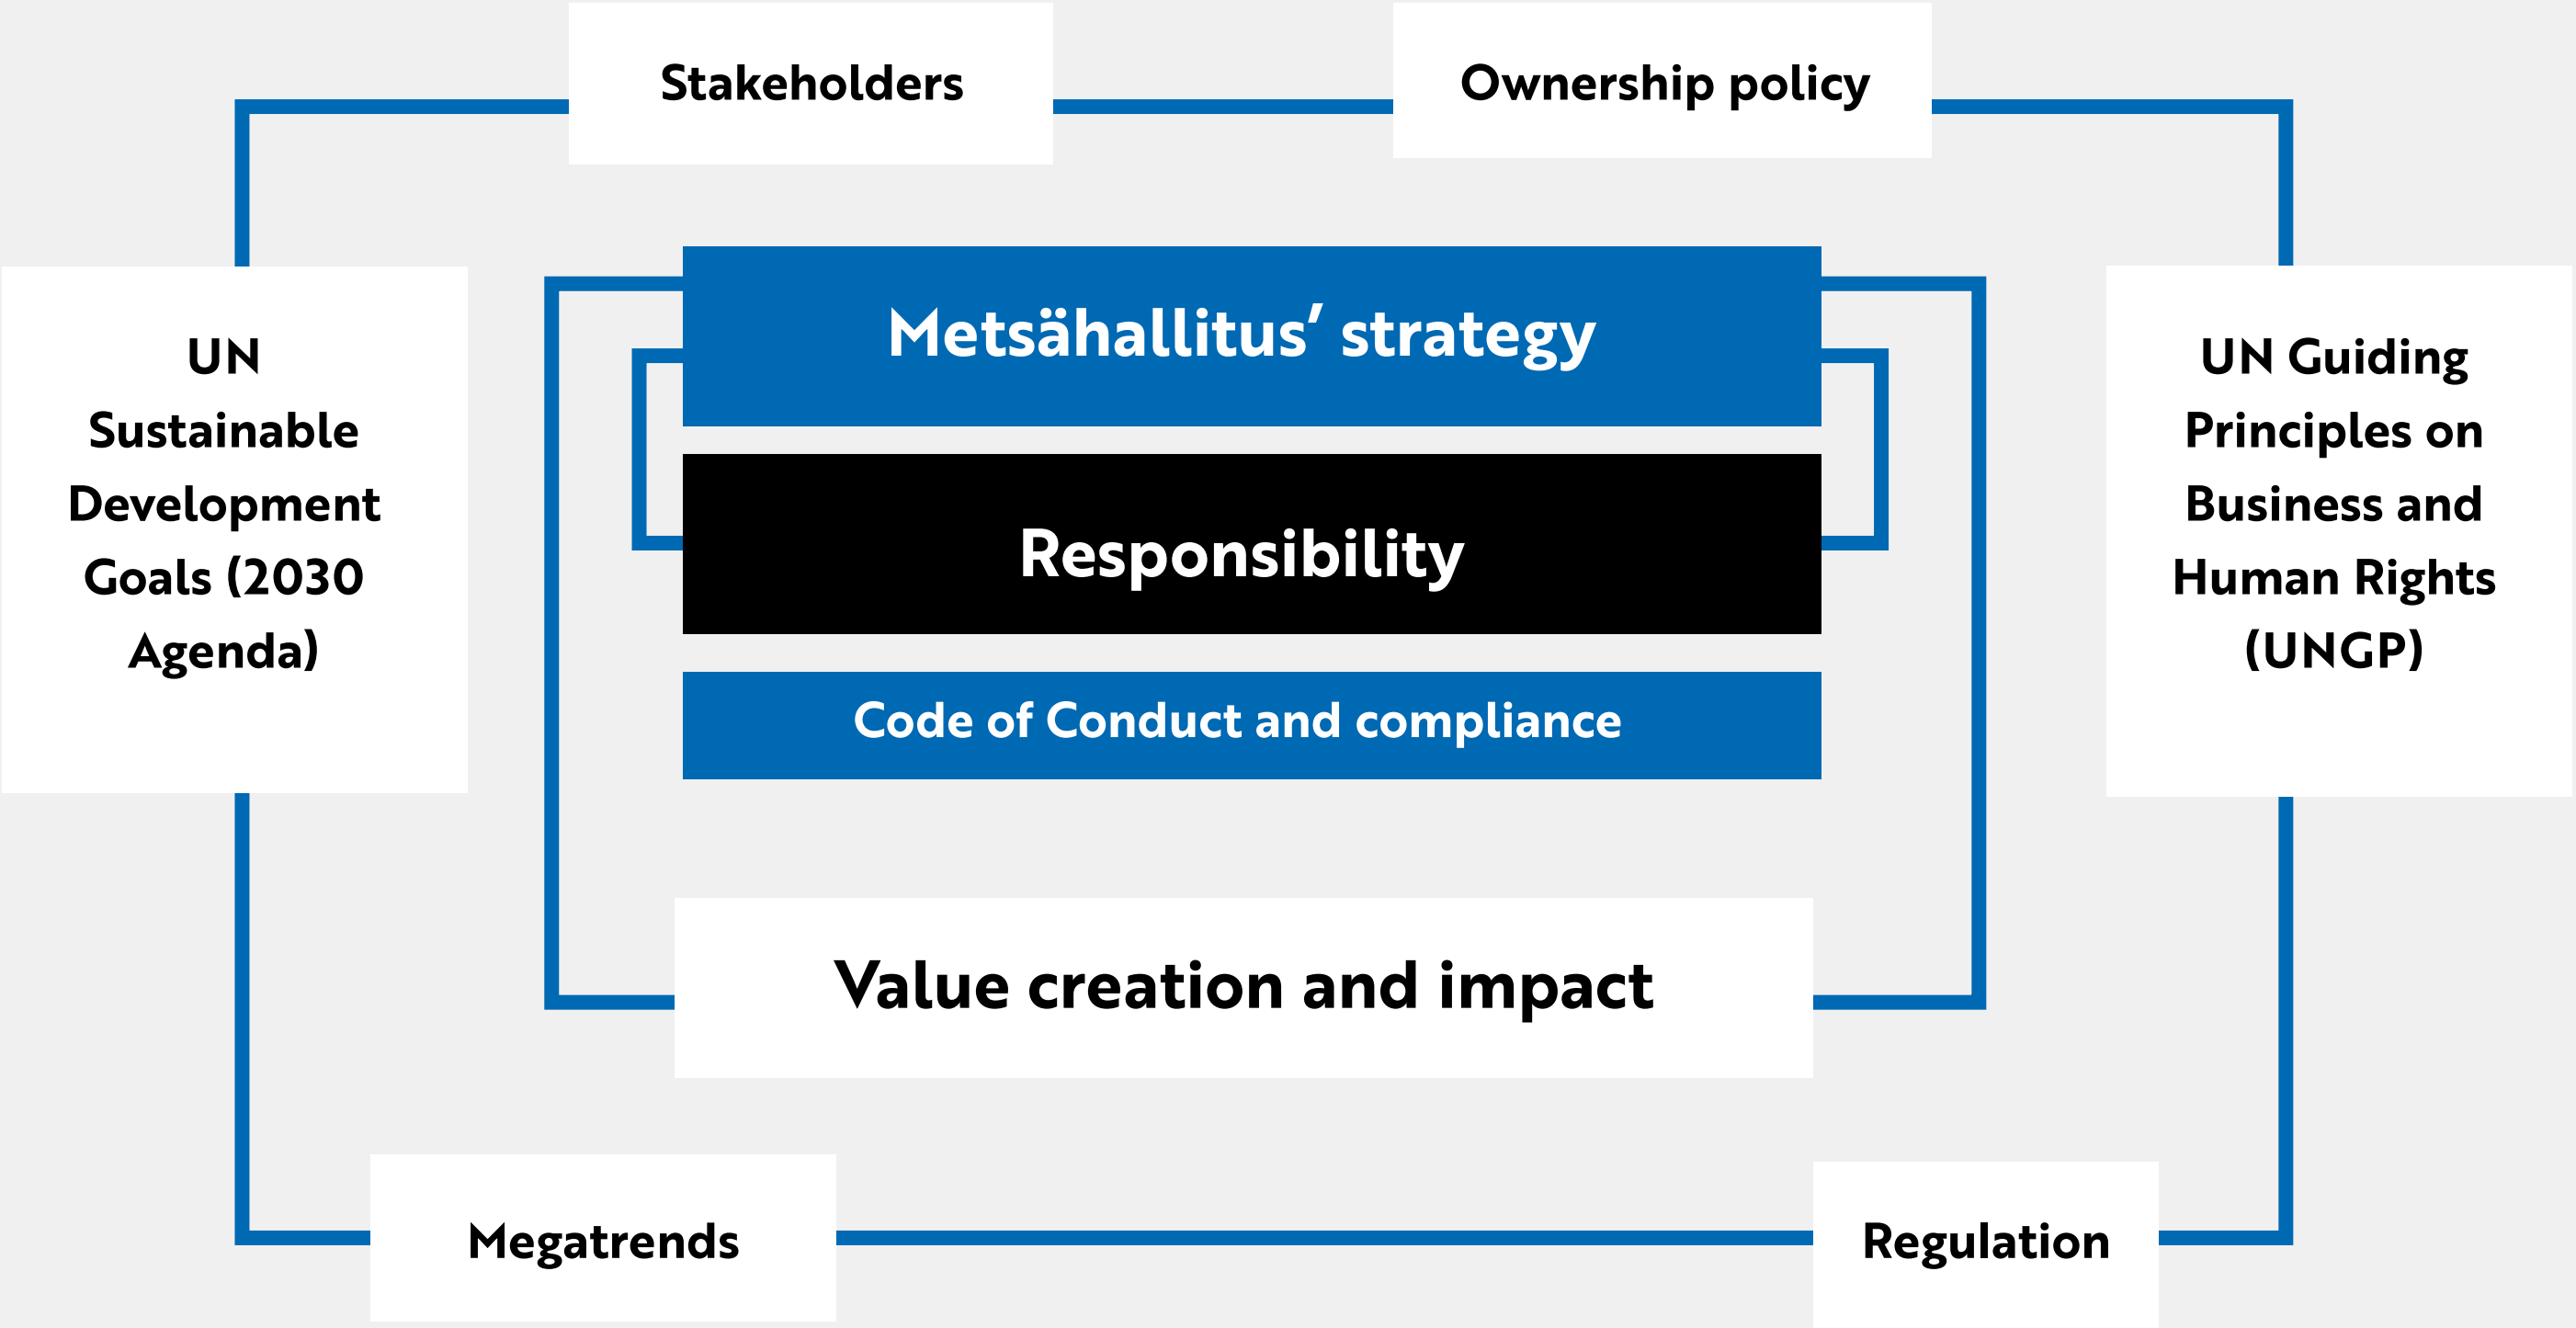 Stakeholders
Ownership policy
UN
Sustainable
Development
Goals (2030
Agenda)
Metsähallitus’ strategy
Responsibility
Code of Conduct and compliance
Value creation and impact
UN Guiding
Principles on
Business and
Human Rights
(UNGP)
Megatrends
Regulation